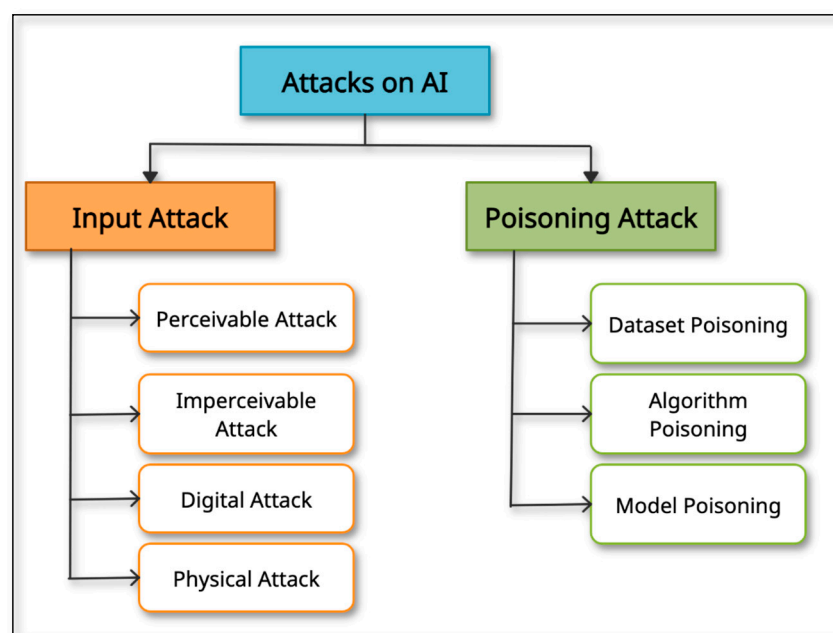 Attacks on AI
Input Attack
Poisoning Attack
Perceivable Attack
Imperceivable
Attack
Digital Attack
Physical Attack
Dataset Poisoning
Algorithm
Poisoning
Model Poisoning